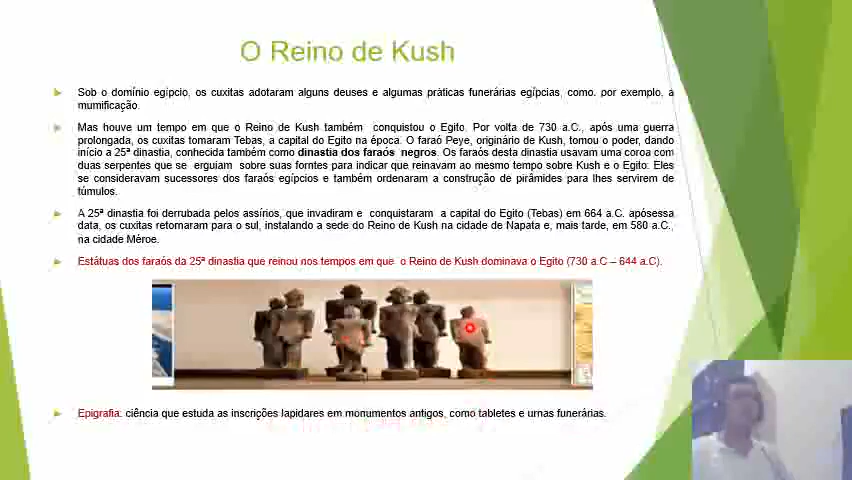 O Reino de Kush
Sob o domínio egípcio, os cuxitas adotaram alguns deuses e algumas práticas funerárias egípcias, como, por exemplo, a
mumificação.
Mas houve um tempo em que o Reino de Kush também conquistou o Egito. Por volta de 730 a.C., após uma guerra
prolongada, os cuxitas tomaram Tebas, a capital do Egito na época. O faraó Peye, originário de Kush, tomou o poder, dando
início a 25ª dinastia, conhecida também como dinastia dos faraós negros. Os faraós desta dinastia usavam uma coroa com
duas serpentes que se erguiam sobre suas forntes para indicar que reinavam ao mesmo tempo sobre Kush e o Egito. Eles
se consideravam sucessores dos faraós egípcios e também ordenaram a construção de pirâmides para lhes servirem de
túmulos.
A 25ª dinastia foi derrubada pelos assírios, que invadiram e conquistaram a capital do Egito (Tebas) em 664 a.C. apósessa
data, os cuxitas retornaram para o sul, instalando a sede do Reino de Kush na cidade de Napata e, mais tarde, em 580 a.C.,
na cidade Méroe.
Estátuas dos faraós da 25ª dinastia que reinou nos tempos em que o Reino de Kush dominava o Egito (730 a.C – 644 a.C).
Epigrafia: ciência que estuda as inscrições lapidares em monumentos antigos, como tabletes e urnas funerárias.